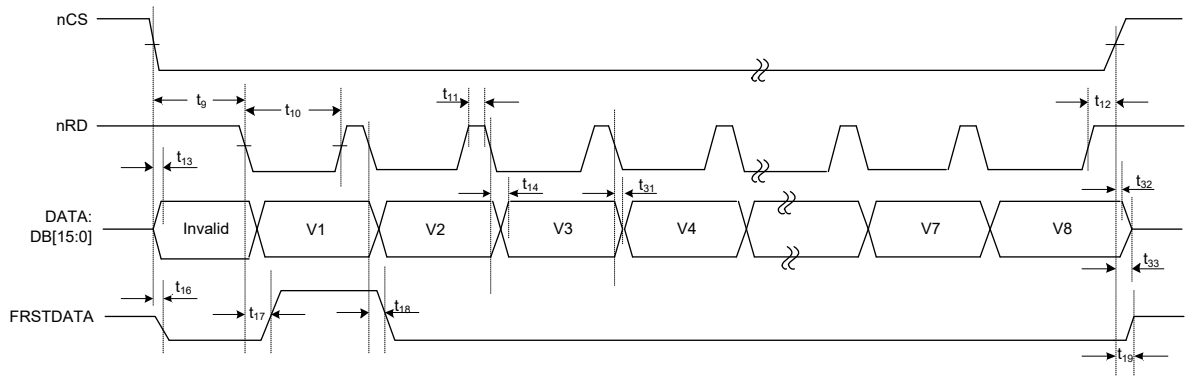 nCS
t9
t10
t11
t12
nRD
t13
t14
t31
t32
DATA:
DB[15:0]
Invalid
V1
V2
V3
V4
V7
V8
t33
t16
t17
t18
FRSTDATA
t19